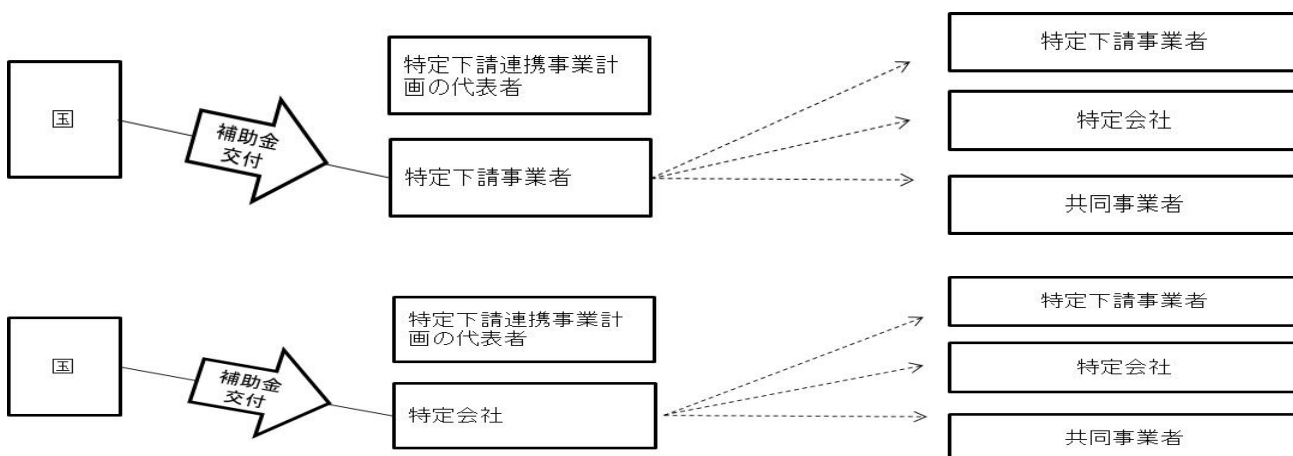 国
補助金
交付
特定下請連携事業計
画の代表者
特定下請事業者
特定下請事業者
特定会社
共同事業者
国
補助金
交付
特定下請連携事業計
画の代表者
特定会社
特定下請事業者
特定会社
共同事業者